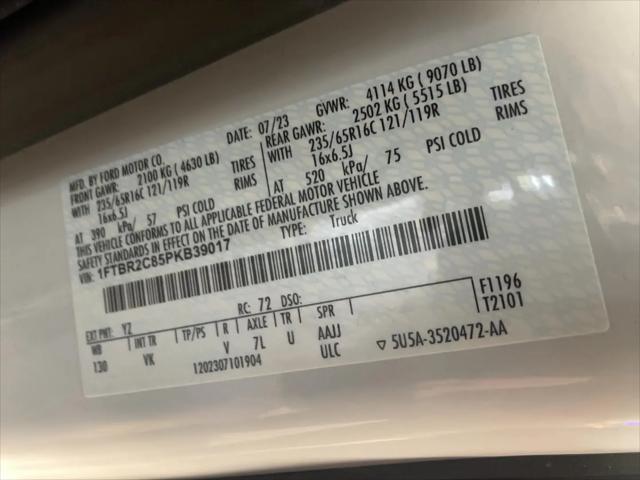 MFD. BY FORD MOTOR CO.
DATE: 07/23
GVWR: 4114 KG ( 9070 LB)
FRONT GAWR: 2100 KG ( 4630 LB)
REAR GAWR: 2502 KG ( 5515 LB)
WITH 235/65R16C 121/119R TIRES
WITH 235/65R16C 121/119R TIRES
16x6.5J RIMS
16x6.5J RIMS
AT 390 kPa/ 57 PSI COLD
AT 520 kPa/ 75 PSI COLD
THIS VEHICLE CONFORMS TO ALL APPLICABLE FEDERAL MOTOR VEHICLE
SAFETY STANDARDS IN EFFECT ON THE DATE OF MANUFACTURE SHOWN ABOVE.
VIN: 1FTBR2C85PKB39017
TYPE: Truck
F1196
T2101
EXT PNT: YZ RC: 72 DSO:
WB INT TR TP/PS R AXLE TR SPR
130 VK V 7L U AAJJ
1202307101904 ULC
▽ 5U5A-3520472-AA